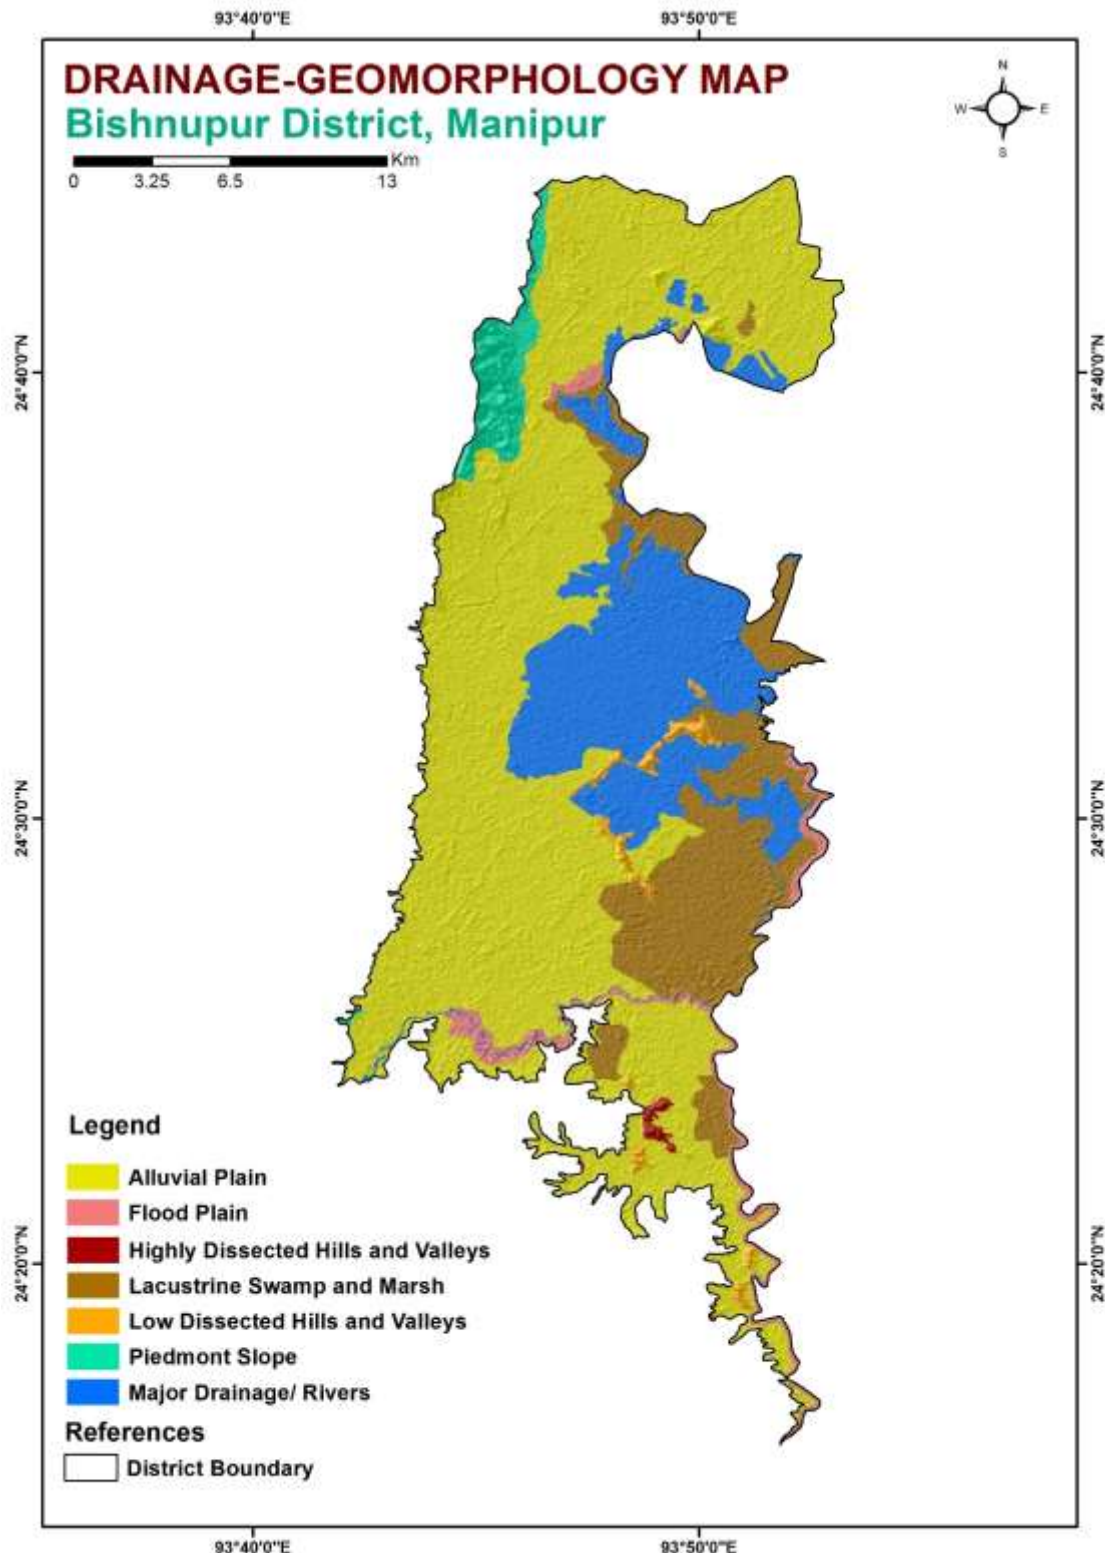 93°40'0"E 93°50'0"E
DRAINAGE-GEOMORPHOLOGY MAP
Bishnupur District, Manipur
Km
0 3.25 6.5 13
N
W E
S
24°40'0"N 24°40'0"N
24°30'0"N 24°30'0"N
24°20'0"N 24°20'0"N
Legend
Alluvial Plain
Flood Plain
Highly Dissected Hills and Valleys
Lacustrine Swamp and Marsh
Low Dissected Hills and Valleys
Piedmont Slope
Major Drainage/ Rivers
References
District Boundary
93°40'0"E 93°50'0"E